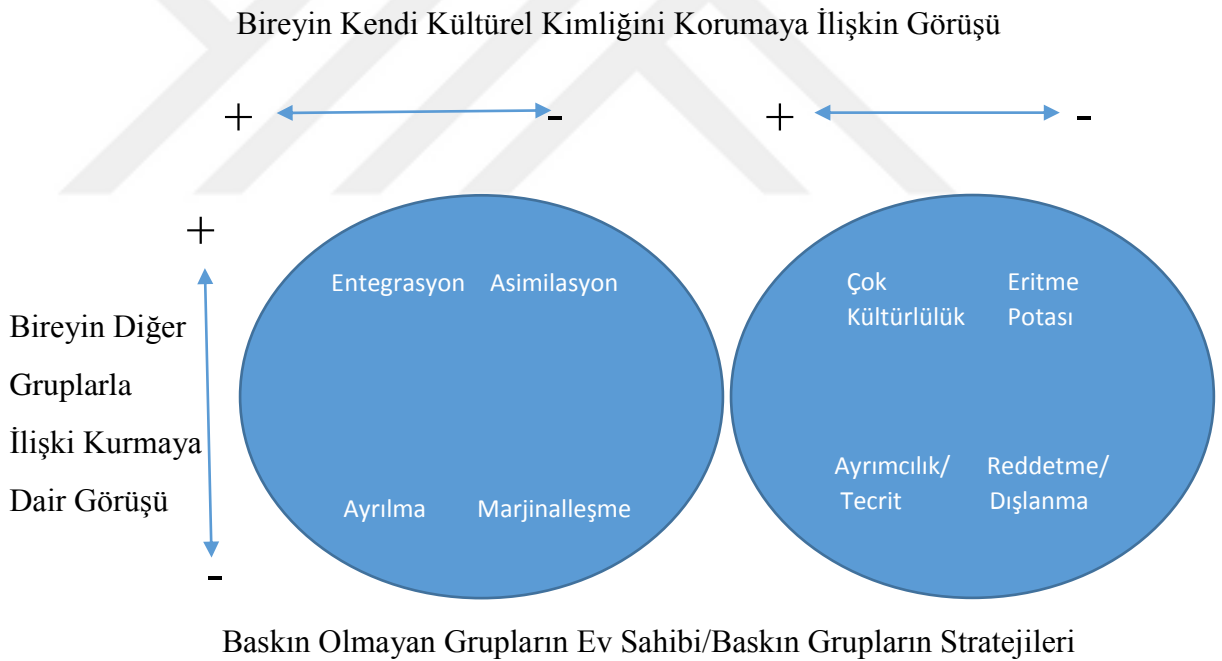 Bireyin Kendi Kültürel Kimliğini Korumaya İlişkin Görüşü
+ - + -
+
Entegrasyon Asimilasyon
Çok Eritme
Kültürlülük Potası
Bireyin Diğer
Gruplarla
İlişki Kurmaya
Dair Görüşü
Ayrılma Marjinalleşme
Ayrımcılık/ Reddetme/
Tecrit Dışlanma
-
Baskın Olmayan Grupların Ev Sahibi/Baskın Grupların Stratejileri